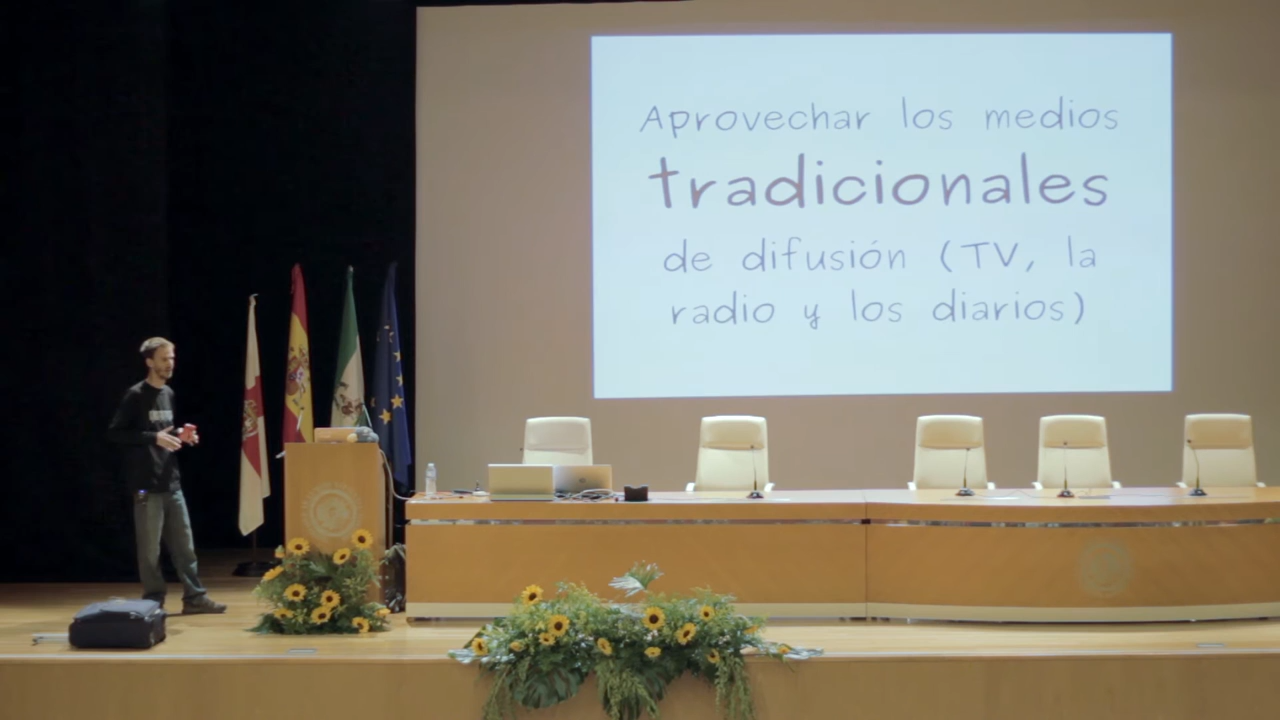 Aprovechar los medios
tradicionales
de difusión (TV, la
radio y los diarios)